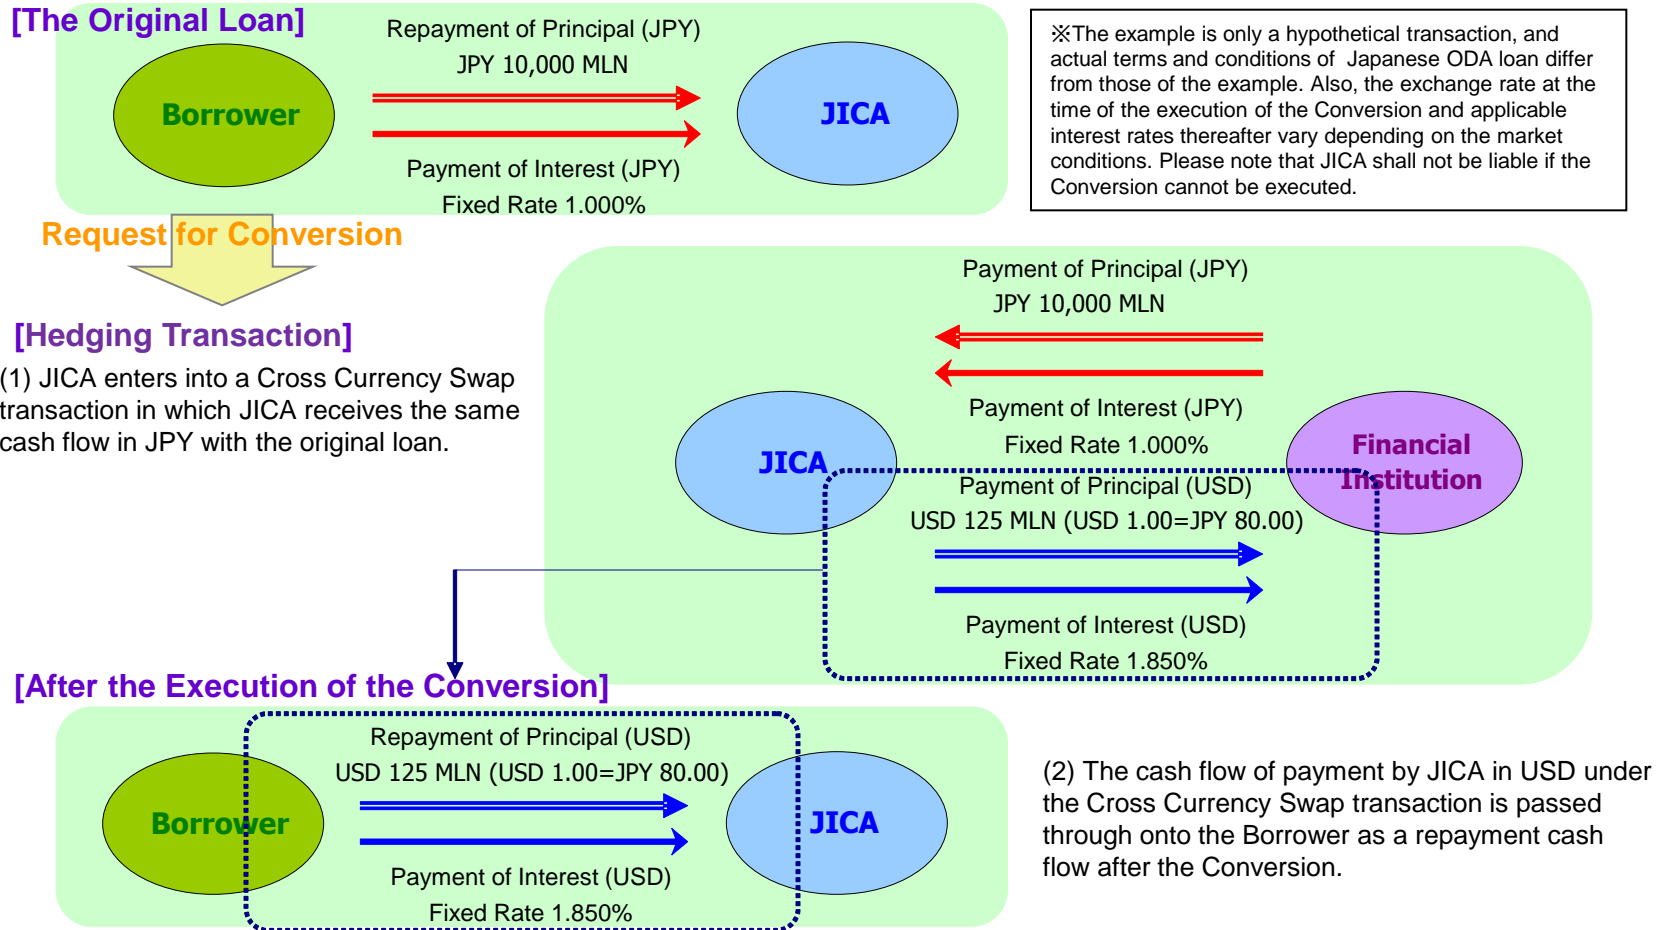 [The Original Loan]
Repayment of Principal (JPY)
JPY 10,000 MLN
Borrower
JICA
Payment of Interest (JPY)
Fixed Rate 1.000%
※The example is only a hypothetical transaction, and
actual terms and conditions of Japanese ODA loan differ
from those of the example. Also, the exchange rate at the
time of the execution of the Conversion and applicable
interest rates thereafter vary depending on the market
conditions. Please note that JICA shall not be liable if the
Conversion cannot be executed.
Request for Conversion
[Hedging Transaction]
(1) JICA enters into a Cross Currency Swap
transaction in which JICA receives the same
cash flow in JPY with the original loan.
Payment of Principal (JPY)
JPY 10,000 MLN
Payment of Interest (JPY)
Fixed Rate 1.000%
JICA
Financial
Institution
Payment of Principal (USD)
USD 125 MLN (USD 1.00=JPY 80.00)
Payment of Interest (USD)
Fixed Rate 1.850%
[After the Execution of the Conversion]
Repayment of Principal (USD)
USD 125 MLN (USD 1.00=JPY 80.00)
Borrower
JICA
Payment of Interest (USD)
Fixed Rate 1.850%
(2) The cash flow of payment by JICA in USD under
the Cross Currency Swap transaction is passed
through onto the Borrower as a repayment cash
flow after the Conversion.